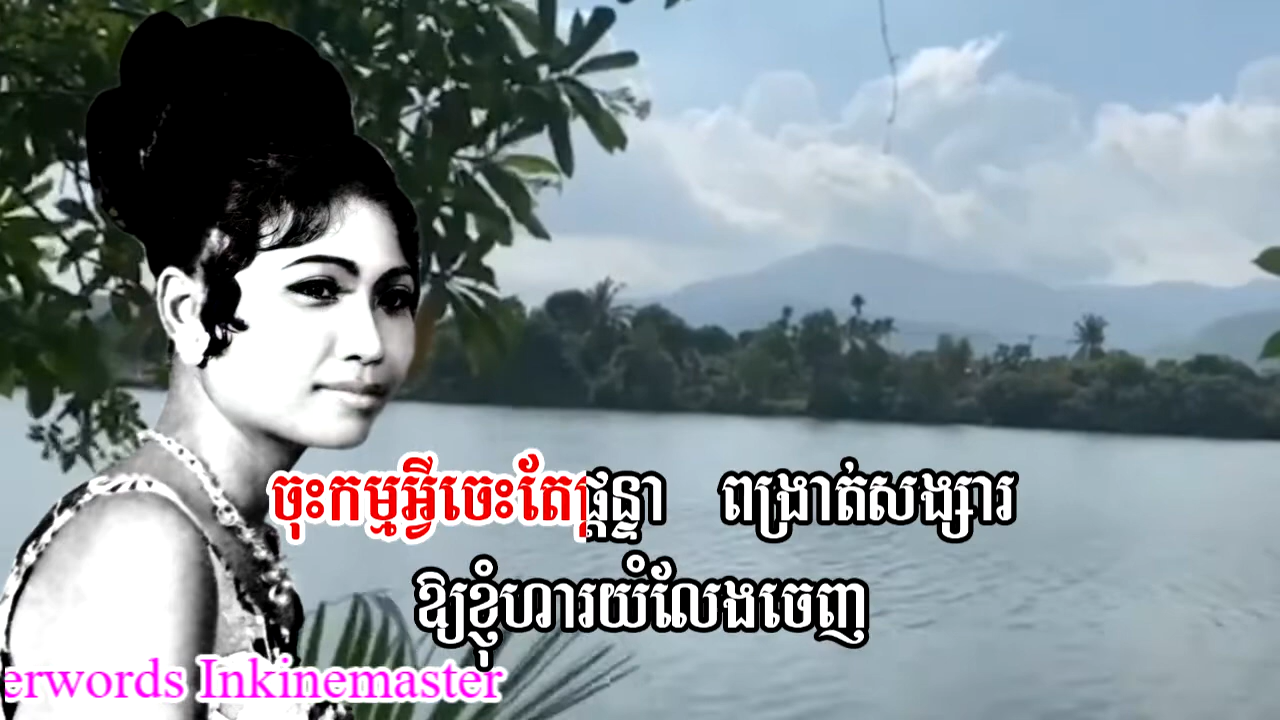 ចុះកម្មអ្វីចេះតែផ្ដន្ទា ពង្រាត់សង្សារ
ឱ្យខ្ញុំហារយំលែងចេញ
erwords Inkinemaster